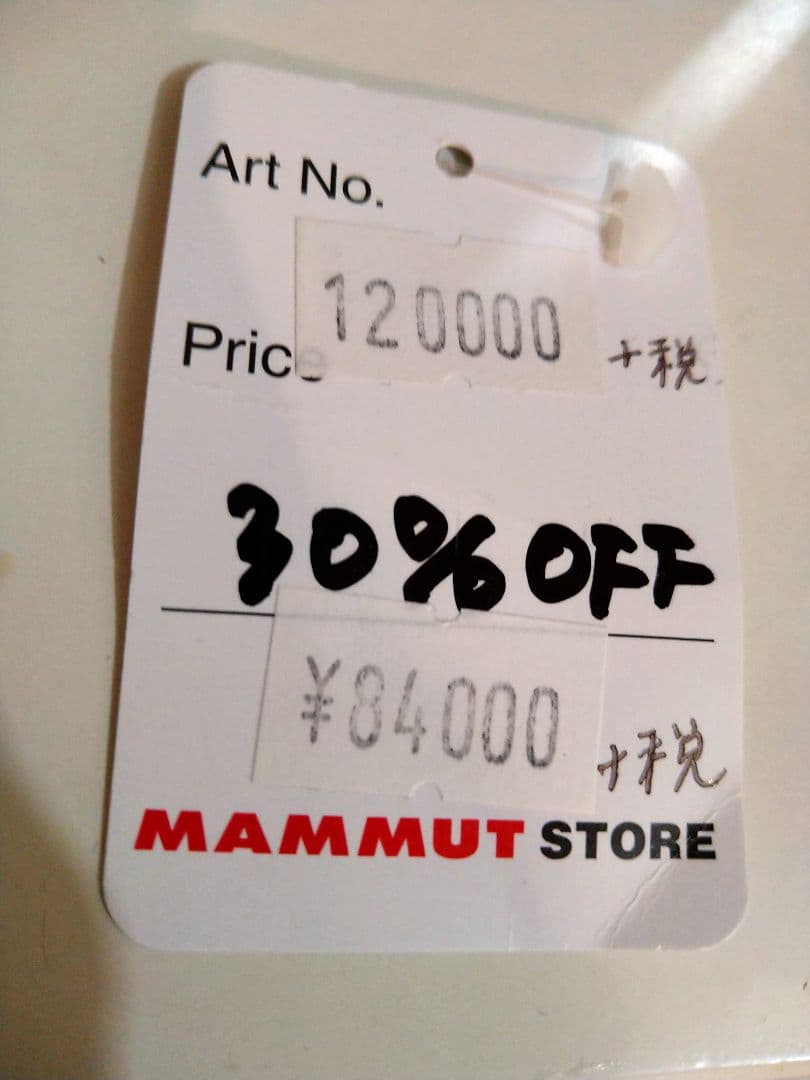 Art No.
Price 120000 +税
30%OFF
¥84000 +税
MAMMUT STORE